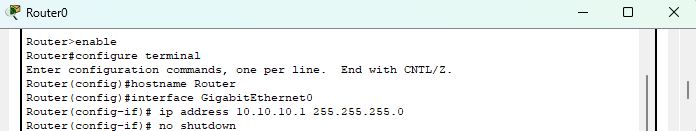 Router0
Router>enable
Router#configure terminal
Enter configuration commands, one per line.  End with CNTL/Z.
Router(config)#hostname Router
Router(config)#interface GigabitEthernet0
Router(config-if)# ip address 10.10.10.1 255.255.255.0
Router(config-if)# no shutdown